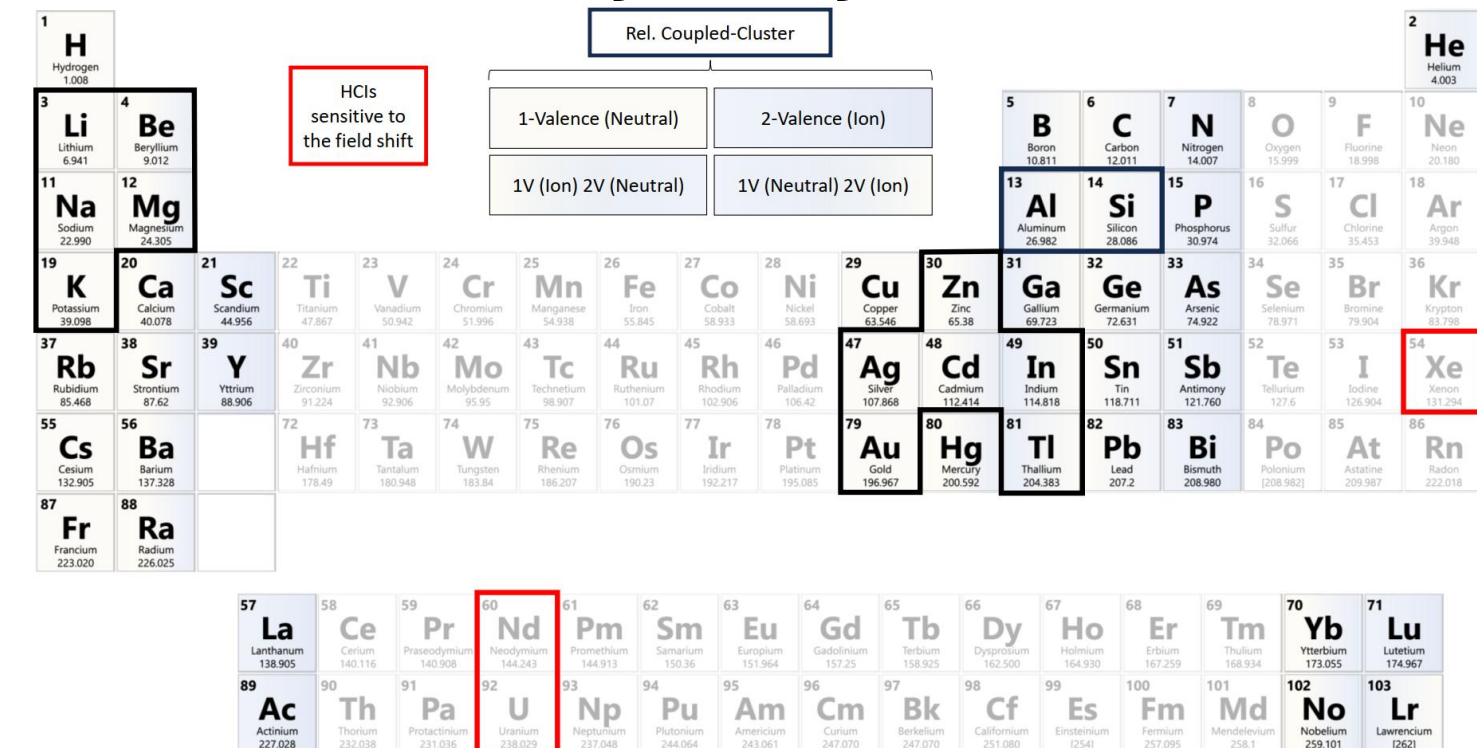 Rel. Coupled-Cluster
HCIs
sensitive to
the field shift
1-Valence (Neutral)
2-Valence (Ion)
1V (Ion) 2V (Neutral)
1V (Neutral) 2V (Ion)
1
H
Hydrogen
1.008
2
He
Helium
4.003
3
Li
Lithium
6.941
4
Be
Beryllium
9.012
5
B
Boron
10.811
6
C
Carbon
12.011
7
N
Nitrogen
14.007
8
O
Oxygen
15.999
9
F
Fluorine
18.998
10
Ne
Neon
20.180
11
Na
Sodium
22.990
12
Mg
Magnesium
24.305
13
Al
Aluminum
26.982
14
Si
Silicon
28.086
15
P
Phosphorus
30.974
16
S
Sulfur
32.066
17
Cl
Chlorine
35.453
18
Ar
Argon
39.948
19
K
Potassium
39.098
20
Ca
Calcium
40.078
21
Sc
Scandium
44.956
22
Ti
Titanium
47.867
23
V
Vanadium
50.942
24
Cr
Chromium
51.996
25
Mn
Manganese
54.938
26
Fe
Iron
55.845
27
Co
Cobalt
58.933
28
Ni
Nickel
58.693
29
Cu
Copper
63.546
30
Zn
Zinc
65.38
31
Ga
Gallium
69.723
32
Ge
Germanium
72.631
33
As
Arsenic
74.922
34
Se
Selenium
78.971
35
Br
Bromine
79.904
36
Kr
Krypton
83.798
37
Rb
Rubidium
85.468
38
Sr
Strontium
87.62
39
Y
Yttrium
88.906
40
Zr
Zirconium
91.224
41
Nb
Niobium
92.906
42
Mo
Molybdenum
95.95
43
Tc
Technetium
98.907
44
Ru
Ruthenium
101.07
45
Rh
Rhodium
102.906
46
Pd
Palladium
106.42
47
Ag
Silver
107.868
48
Cd
Cadmium
112.414
49
In
Indium
114.818
50
Sn
Tin
118.711
51
Sb
Antimony
121.760
52
Te
Tellurium
127.6
53
I
Iodine
126.904
54
Xe
Xenon
131.294
55
Cs
Cesium
132.905
56
Ba
Barium
137.328
72
Hf
Hafnium
178.49
73
Ta
Tantalum
180.948
74
W
Tungsten
183.84
75
Re
Rhenium
186.207
76
Os
Osmium
190.23
77
Ir
Iridium
192.217
78
Pt
Platinum
195.085
79
Au
Gold
196.967
80
Hg
Mercury
200.592
81
Tl
Thallium
204.383
82
Pb
Lead
207.2
83
Bi
Bismuth
208.980
84
Po
Polonium
[208.982]
85
At
Astatine
209.987
86
Rn
Radon
222.018
87
Fr
Francium
223.020
88
Ra
Radium
226.025
57
La
Lanthanum
138.905
58
Ce
Cerium
140.116
59
Pr
Praseodymium
140.908
60
Nd
Neodymium
144.243
61
Pm
Promethium
144.913
62
Sm
Samarium
150.36
63
Eu
Europium
151.964
64
Gd
Gadolinium
157.25
65
Tb
Terbium
158.925
66
Dy
Dysprosium
162.500
67
Ho
Holmium
164.930
68
Er
Erbium
167.259
69
Tm
Thulium
168.934
70
Yb
Ytterbium
173.055
71
Lu
Lutetium
174.967
89
Ac
Actinium
227.028
90
Th
Thorium
232.038
91
Pa
Protactinium
231.036
92
U
Uranium
238.029
93
Np
Neptunium
237.048
94
Pu
Plutonium
244.064
95
Am
Americium
243.061
96
Cm
Curium
247.070
97
Bk
Berkelium
247.070
98
Cf
Californium
251.080
99
Es
Einsteinium
[254]
100
Fm
Fermium
257.095
101
Md
Mendelevium
258.1
102
No
Nobelium
259.101
103
Lr
Lawrencium
[262]